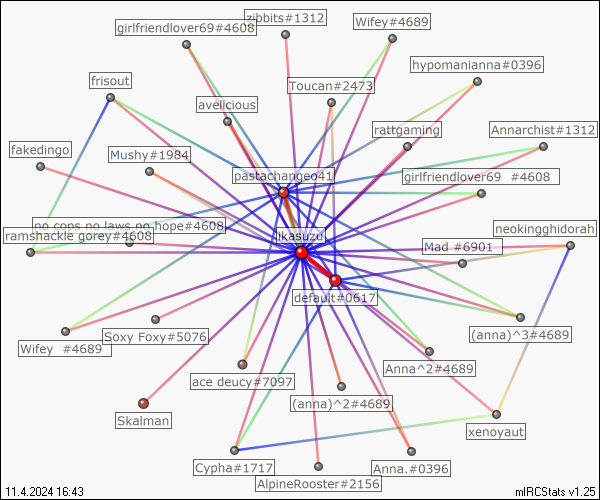 zibbits#1312
girlfriendlover69#4608
Wifey#4689
hypomanianna#0396
frisout
Toucan#2473
avelicious
rattgaming
Annarchist#1312
fakedingo
Mushy#1984
pastachangeo41
girlfriendlover69 #4608
no cops no laws no hope#4608
neokingghidorah
ramshackle gorey#4608
ikasuzu
Mad #6901
default#0617
Soxy Foxy#5076
(anna)^3#4689
Wifey #4689
Anna^2#4689
ace deucy#7097
(anna)^2#4689
Skalman
xenoyaut
Cypha#1717
Anna.#0396
AlpineRooster#2156
11.4.2024 16:43
mIRCStats v1.25